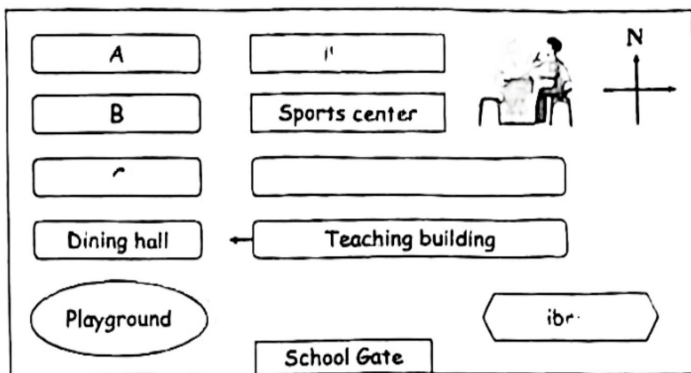 A
N
B
Sports center
Dining hall
Teaching building
Playground
School Gate